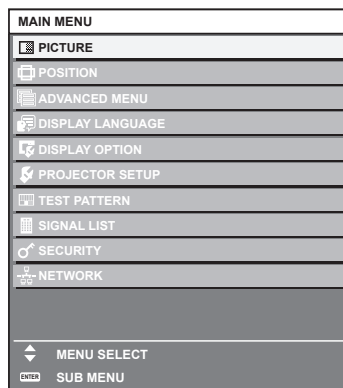 MAIN MENU
PICTURE
POSITION
ADVANCED MENU
DISPLAY LANGUAGE
DISPLAY OPTION
PROJECTOR SETUP
TEST PATTERN
SIGNAL LIST
SECURITY
NETWORK
MENU SELECT
ENTER SUB MENU